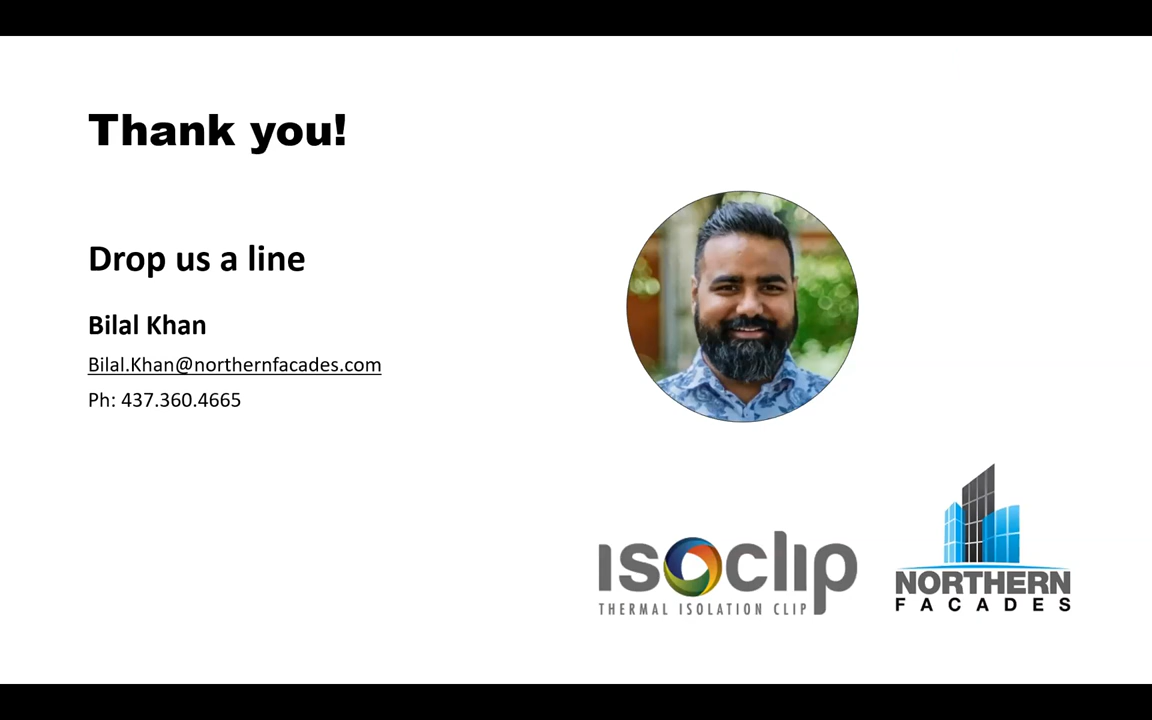 Thank you!
Drop us a line
Bilal Khan
Bilal.Khan@northernfacades.com
Ph: 437.360.4665
ISOclip
THERMAL ISOLATION CLIP
NORTHERN
FACADES